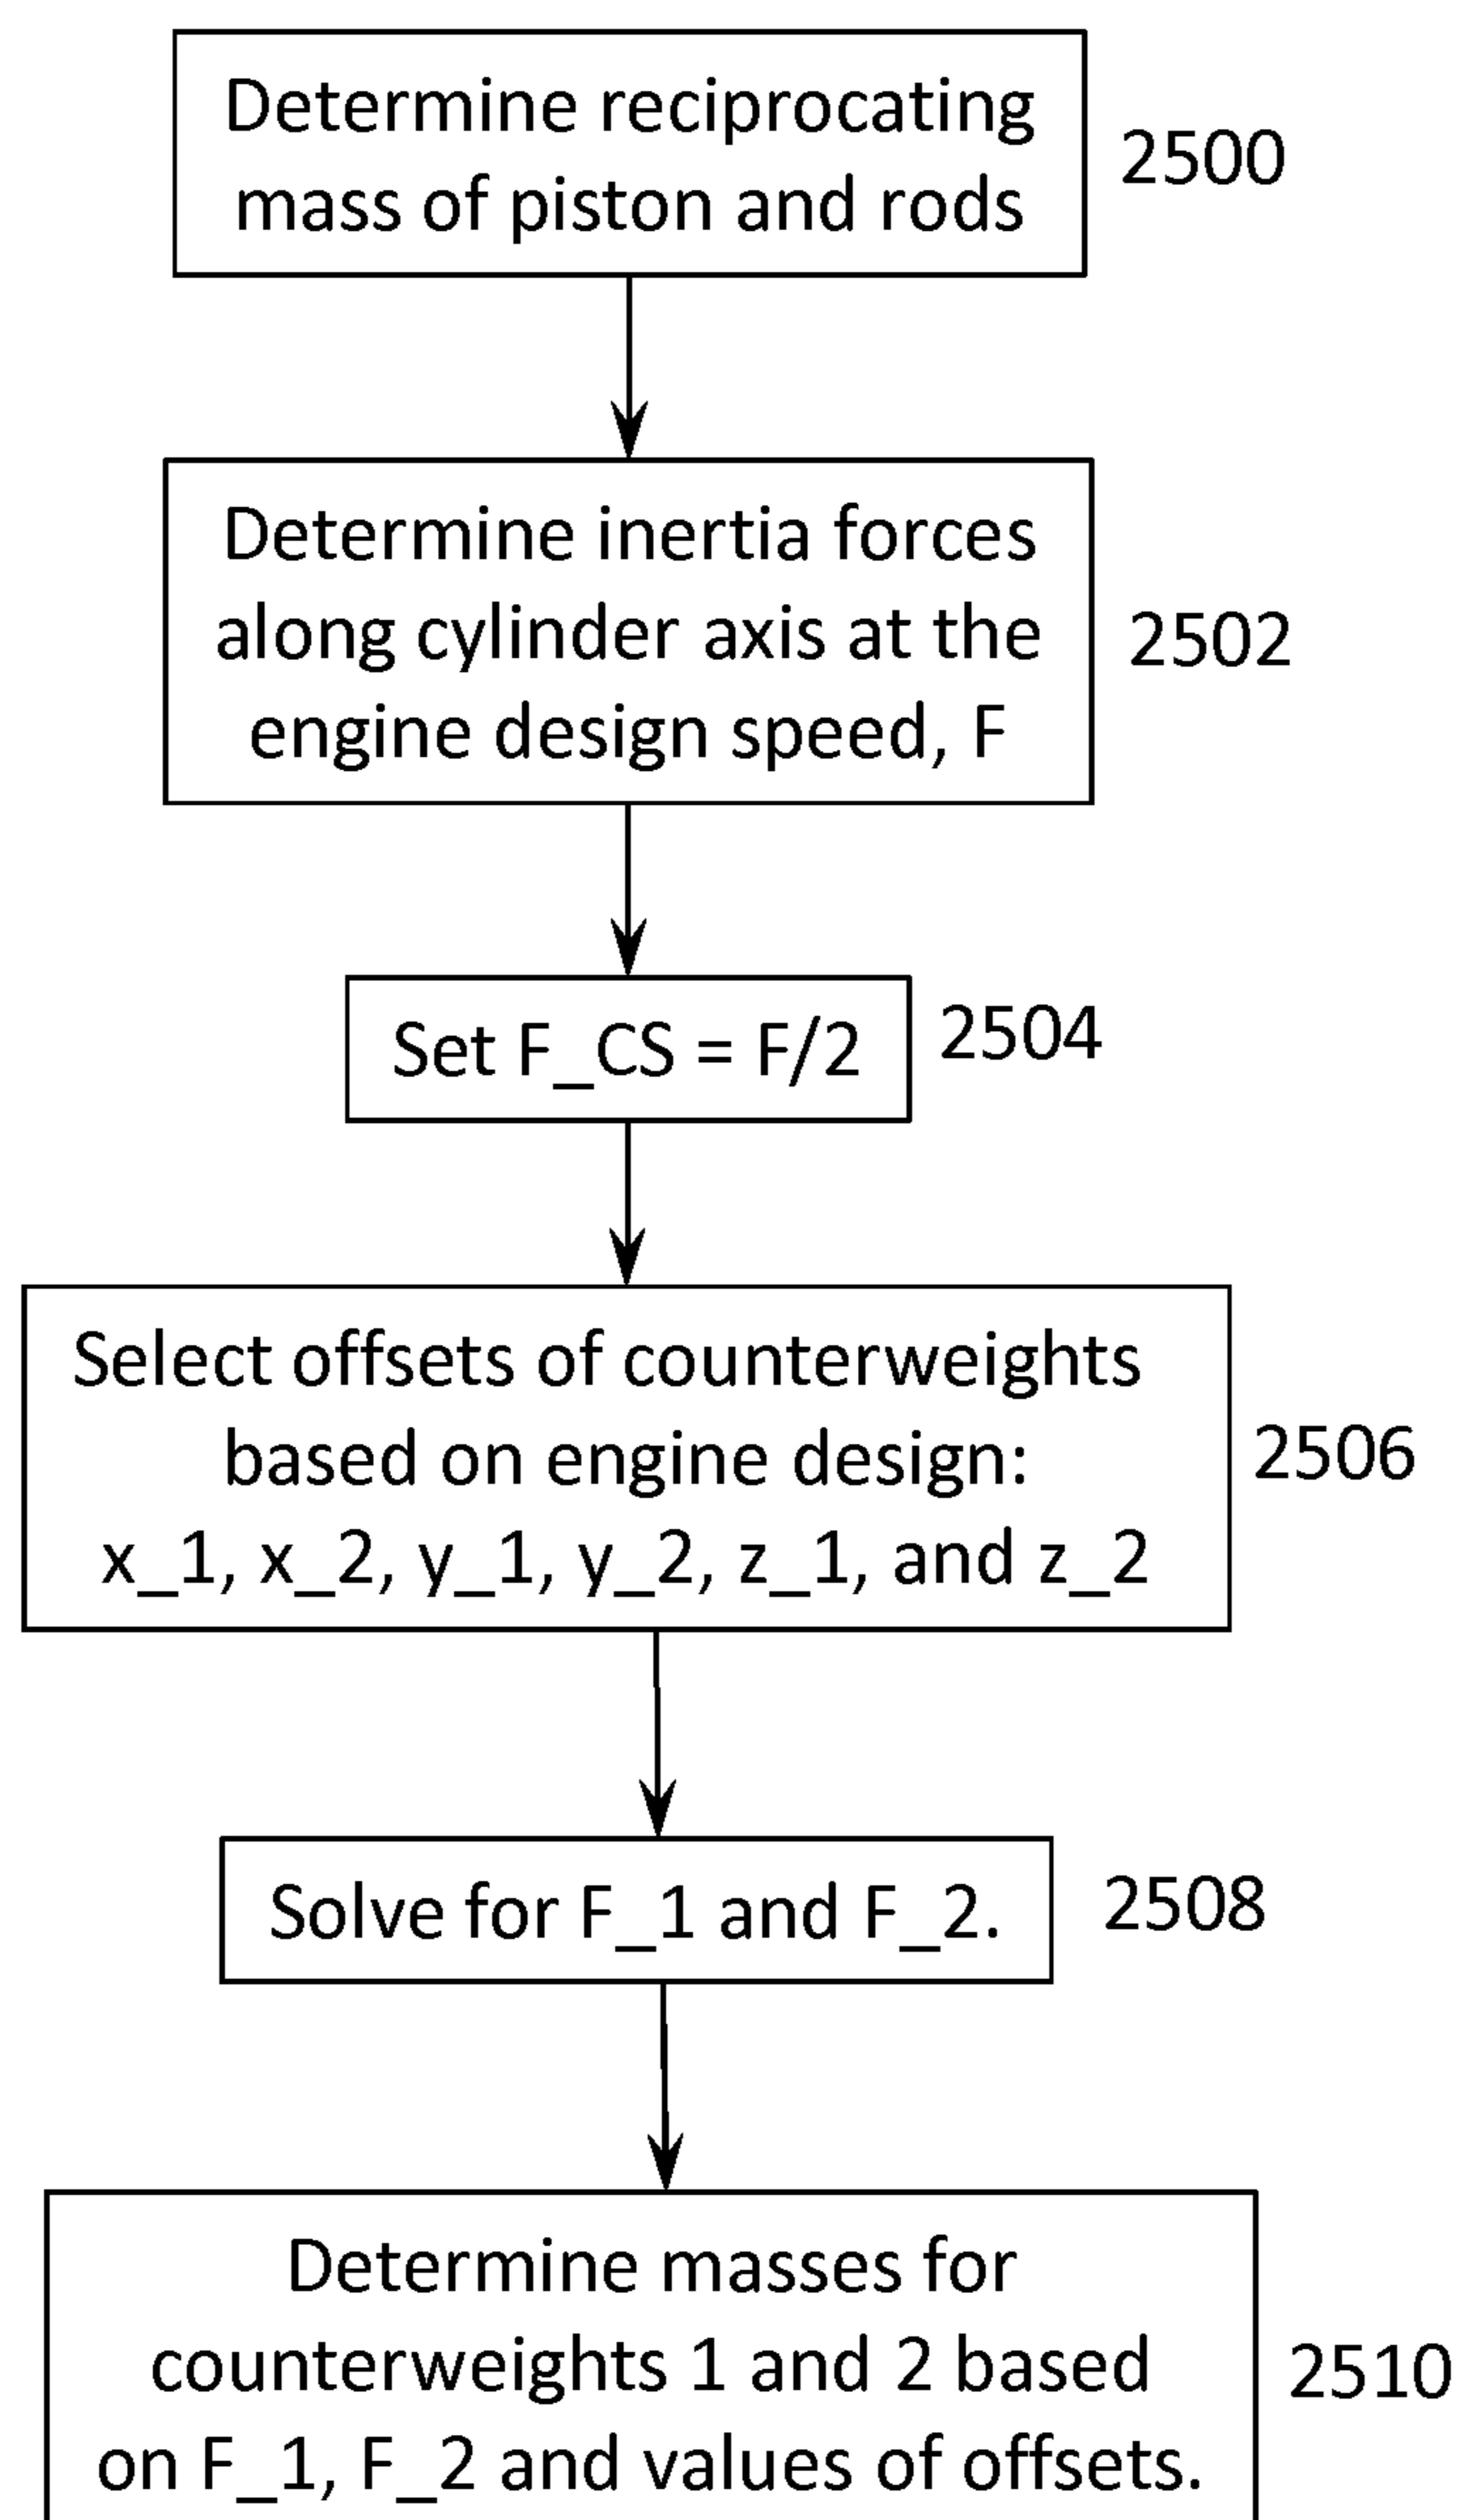 Determine reciprocating
mass of piston and rods
2500
Determine inertia forces
along cylinder axis at the
engine design speed, F
2502
Set F_CS = F/2
2504
Select offsets of counterweights
based on engine design:
x_1, x_2, y_1, y_2, z_1, and z_2
2506
Solve for F_1 and F_2.
2508
Determine masses for
counterweights 1 and 2 based
on F_1, F_2 and values of offsets.
2510